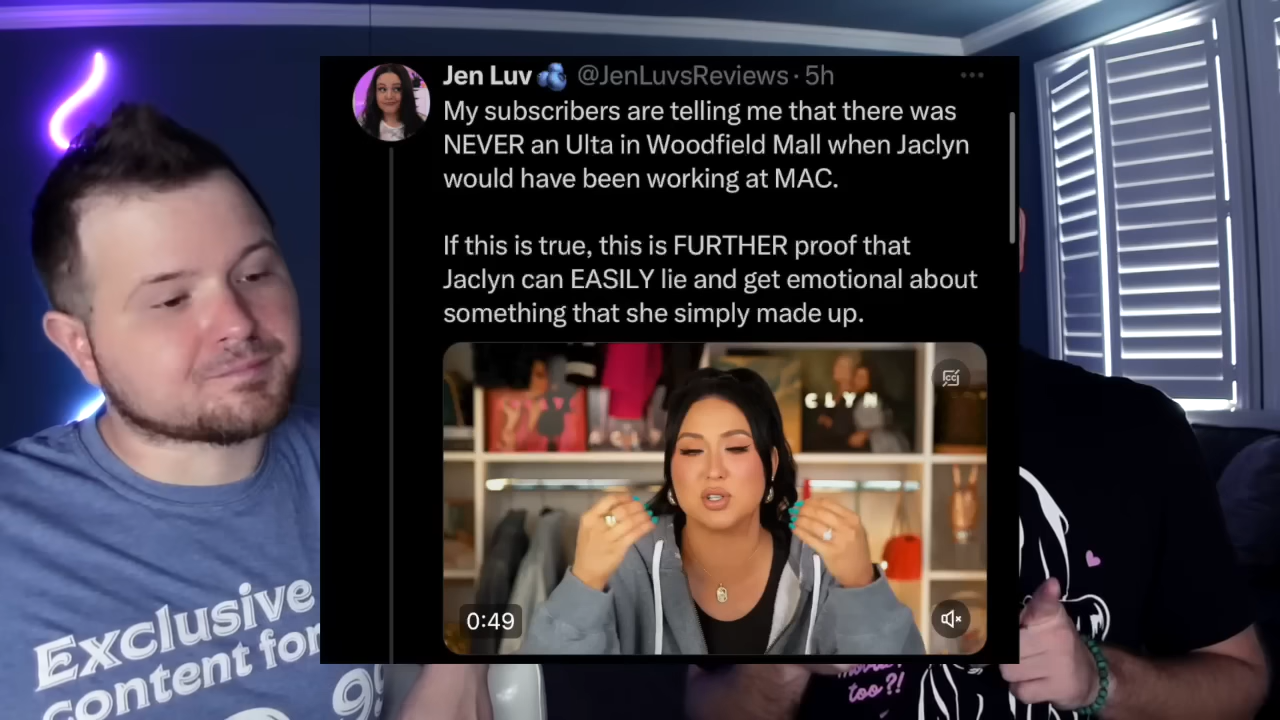 Jen Luv @JenLuvsReviews · 5h
My subscribers are telling me that there was
NEVER an Ulta in Woodfield Mall when Jaclyn
would have been working at MAC.
If this is true, this is FURTHER proof that
Jaclyn can EASILY lie and get emotional about
something that she simply made up.
CLYN
CC
0:49
Exclusive
content for
99
too?!